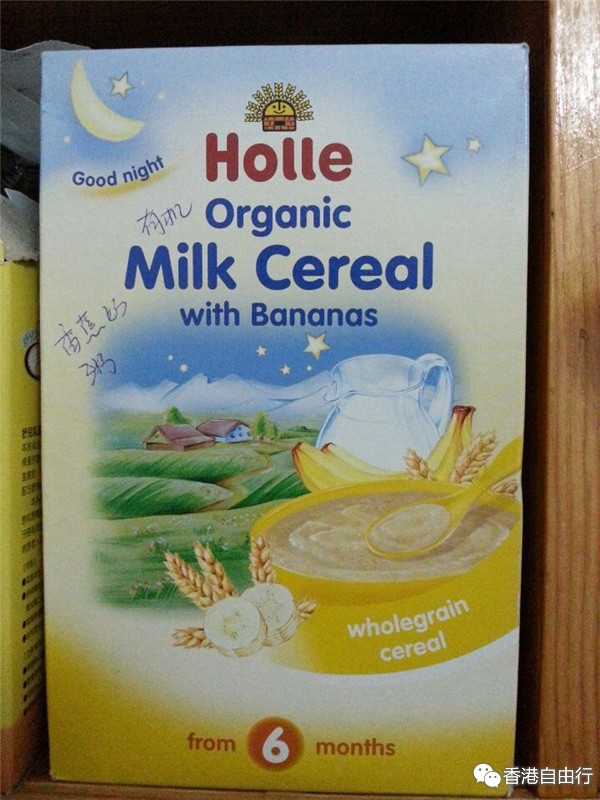 Holle
Good night
有机
Organic
Milk Cereal
with Bananas
香蕉奶
粥
wholegrain
cereal
from 6 months
香港自由行